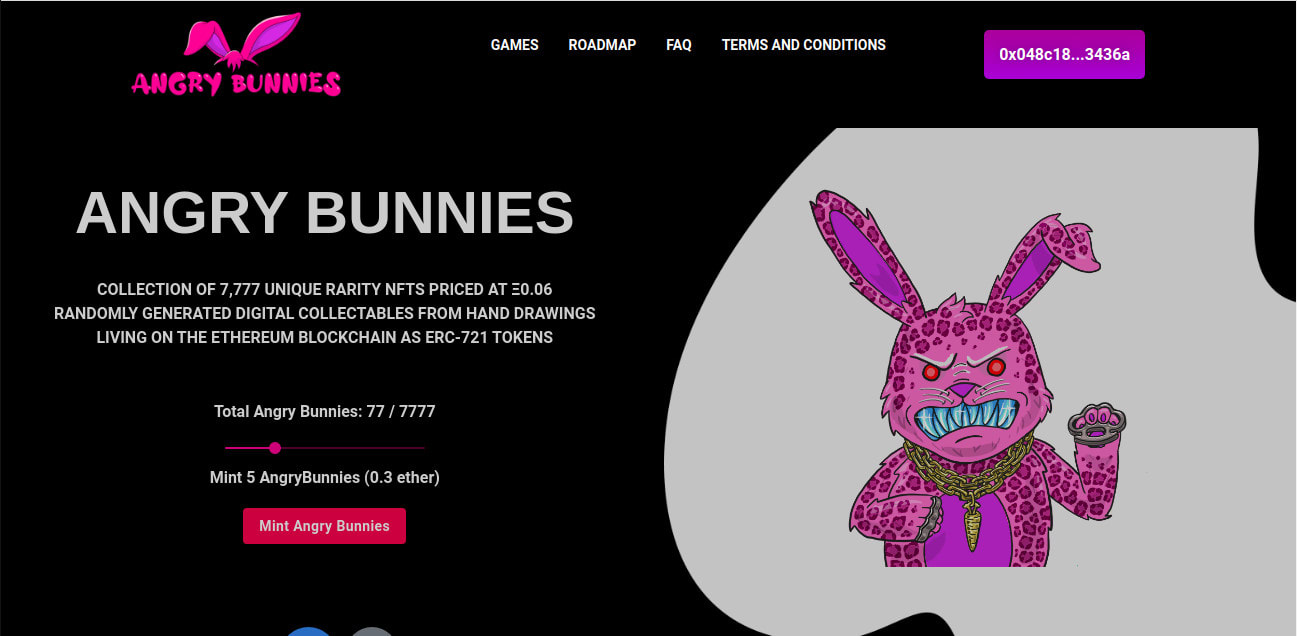 ANGRY BUNNIES
GAMES
ROADMAP
FAQ
TERMS AND CONDITIONS
0x048c18...3436a
ANGRY BUNNIES
COLLECTION OF 7,777 UNIQUE RARITY NFTS PRICED AT Ξ0.06
RANDOMLY GENERATED DIGITAL COLLECTABLES FROM HAND DRAWINGS
LIVING ON THE ETHEREUM BLOCKCHAIN AS ERC-721 TOKENS
Total Angry Bunnies: 77 / 7777
Mint 5 AngryBunnies (0.3 ether)
Mint Angry Bunnies